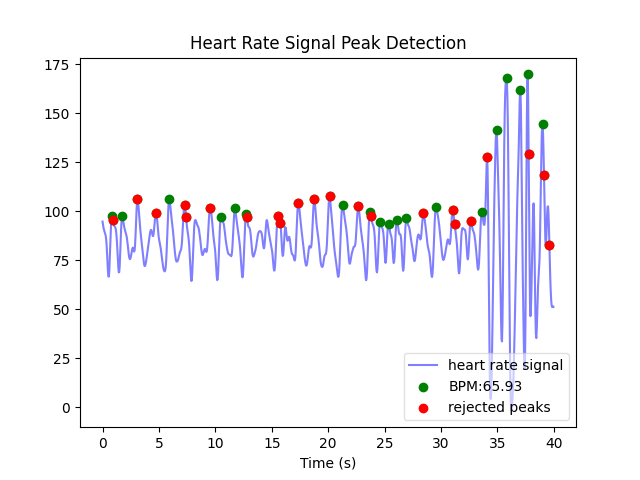 Heart Rate Signal Peak Detection
175
150
125
100
75
50
25
0
heart rate signal
BPM:65.93
rejected peaks
0 5 10 15 20 25 30 35 40
Time (s)